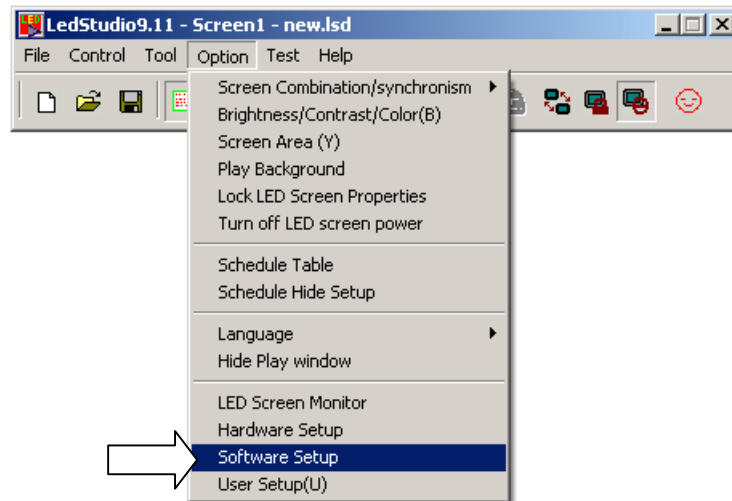 LedStudio9.11 - Screen1 - new.lsd
File Control Tool Option Test Help
Screen Combination/synchronism
Brightness/Contrast/Color(B)
Screen Area (Y)
Play Background
Lock LED Screen Properties
Turn off LED screen power
Schedule Table
Schedule Hide Setup
Language
Hide Play window
LED Screen Monitor
Hardware Setup
Software Setup
User Setup(U)